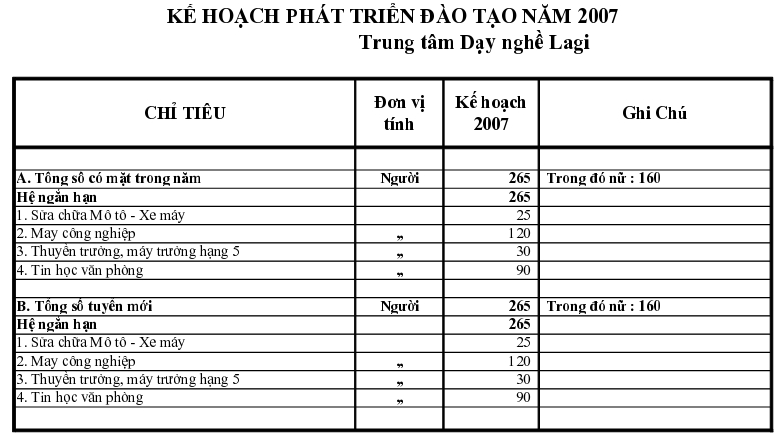 KẾ HOẠCH PHÁT TRIỂN ĐÀO TẠO NĂM 2007
Trung tâm Dạy nghề Lagi
CHỈ TIÊU Đơn vị tính Kế hoạch 2007 Ghi Chú
A. Tổng số có mặt trong năm Người 265 Trong đó nữ : 160
Hệ ngắn hạn 265
1. Sửa chữa Mô tô - Xe máy 25
2. May công nghiệp „ 120
3. Thuyền trưởng, máy trưởng hạng 5 „ 30
4. Tin học văn phòng „ 90
B. Tổng số tuyển mới Người 265 Trong đó nữ : 160
Hệ ngắn hạn 265
1. Sửa chữa Mô tô - Xe máy 25
2. May công nghiệp „ 120
3. Thuyền trưởng, máy trưởng hạng 5 „ 30
4. Tin học văn phòng „ 90